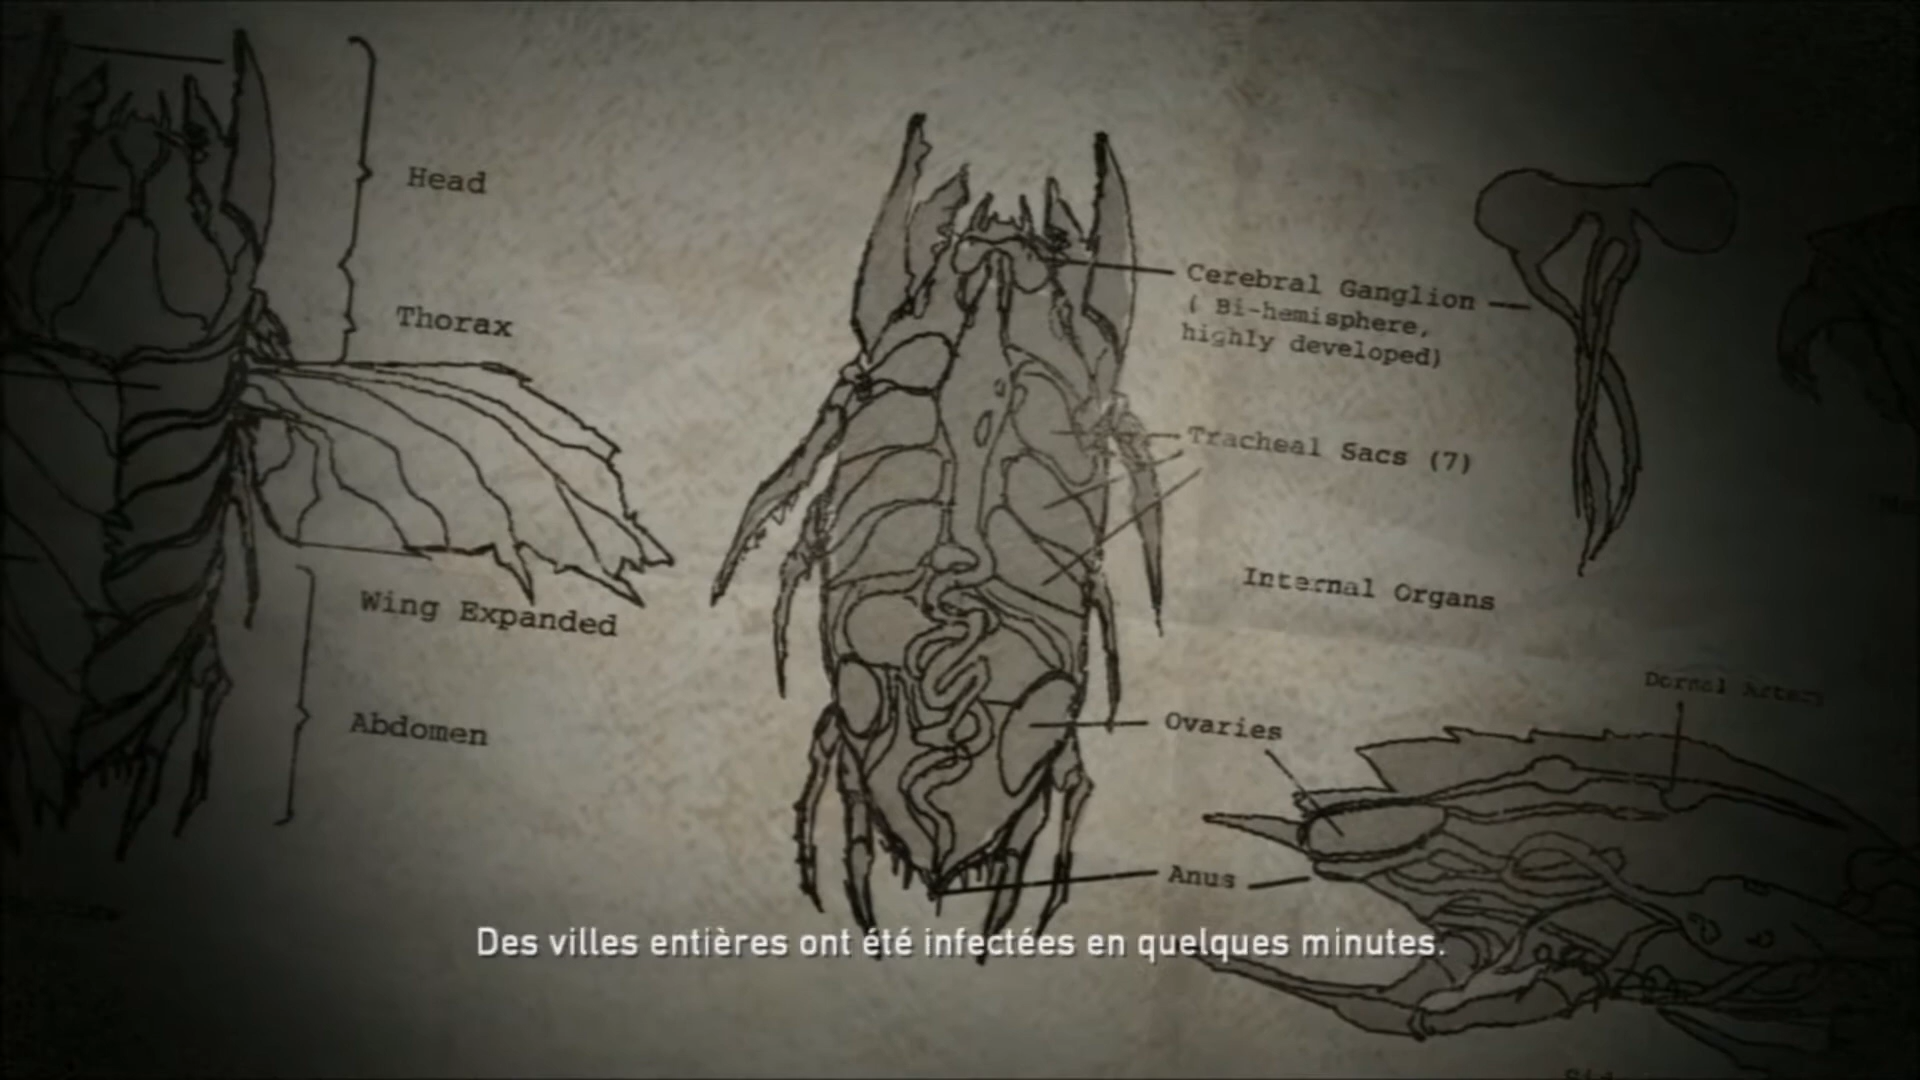 Head
Thorax
Wing Expanded
Abdomen
Cerebral Ganglion
( Bi-hemisphere,
highly developed)
Tracheal Sacs (7)
Internal Organs
Dorsal Artery
Ovaries
Anus
Des villes entières ont été infectées en quelques minutes.